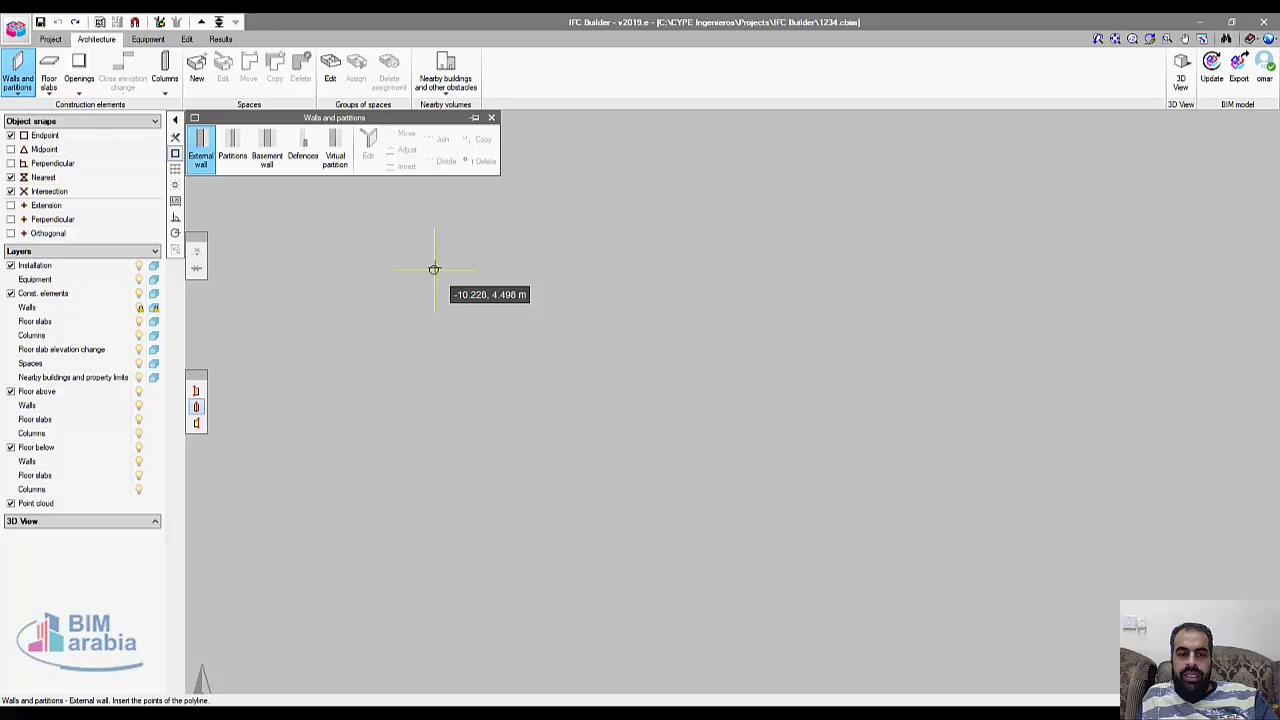 IFC Builder - v2019.e - [C:\CYPE Ingenieros\Projects\IFC Builder\1234.cbim]
Project
Architecture
Equipment
Edit
Results
Walls and
partitions
Floor
slabs
Openings
Close elevation
change
Columns
Construction elements
New
Edit
Move
Copy
Delete
Spaces
Edit
Assign
Delete
assignment
Groups of spaces
Nearby buildings
and other obstacles
Nearby volumes
3D
View
3D View
Update
Export
omar
BIM model
Object snaps
Endpoint
Midpoint
Perpendicular
Nearest
Intersection
Extension
Perpendicular
Orthogonal
Layers
Installation
Equipment
Const. elements
Walls
Floor slabs
Columns
Floor slab elevation change
Spaces
Nearby buildings and property limits
Floor above
Walls
Floor slabs
Columns
Floor below
Walls
Floor slabs
Columns
Point cloud
3D View
Walls and partitions
External
wall
Partitions
Basement
wall
Defences
Virtual
partition
Edit
Move
Adjust
Invert
Join
Divide
Copy
Delete
-10.228, 4.498 m
BIM
arabia
Walls and partitions - External wall. Insert the points of the polyline.